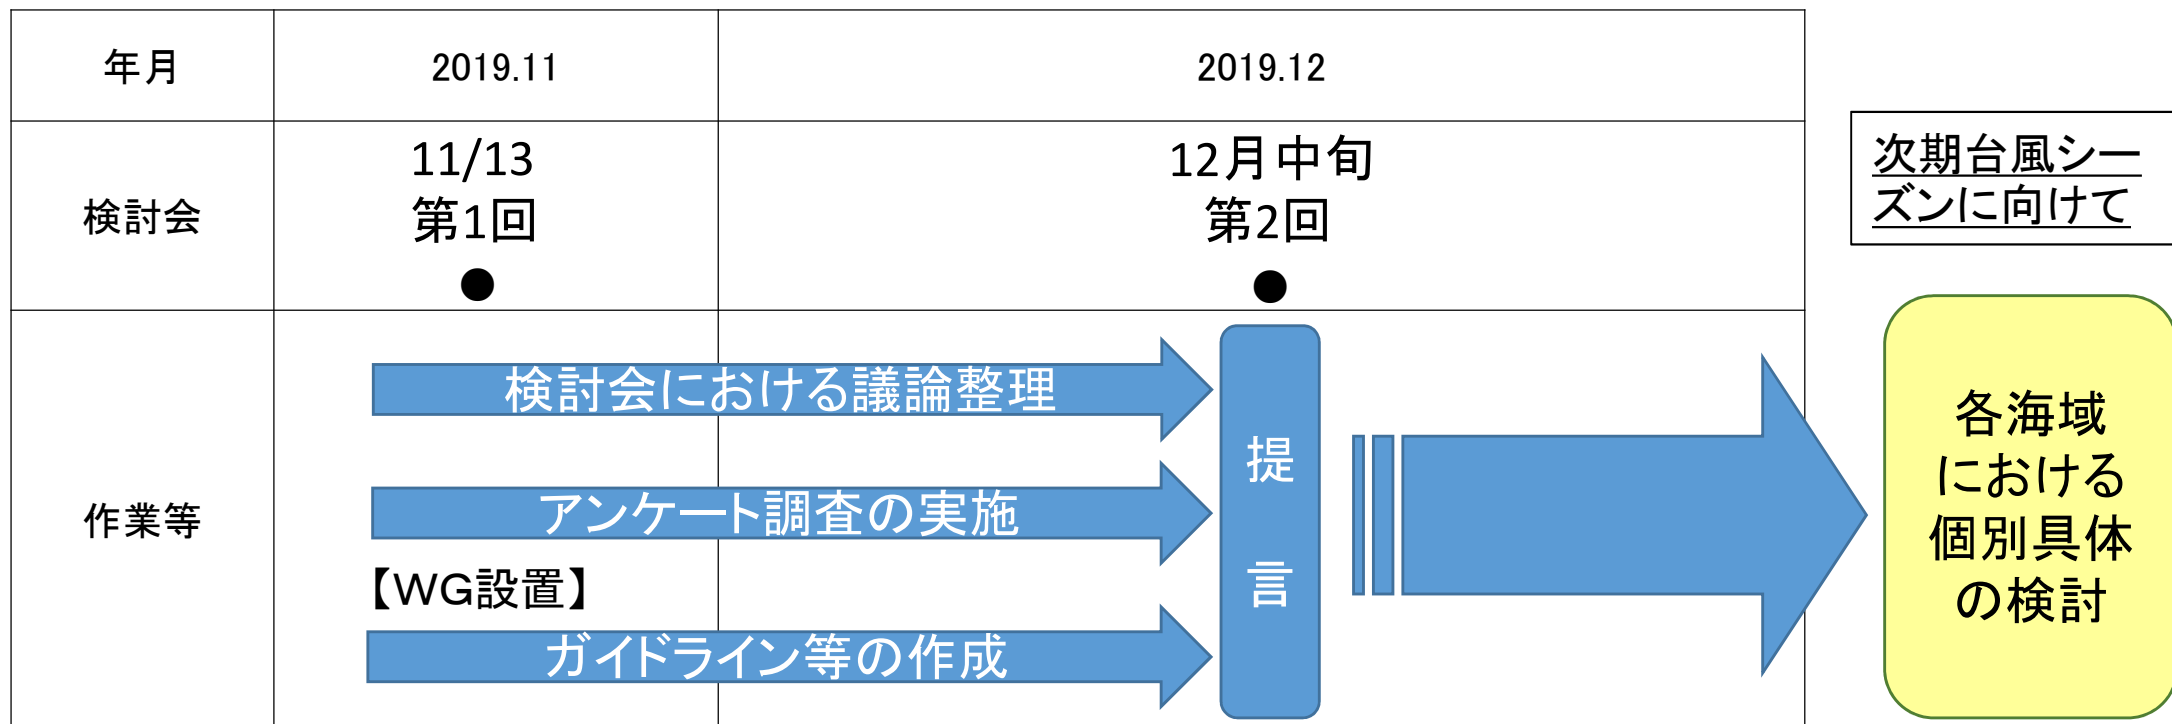 年月
2019.11
2019.12
検討会
11/13
第1回
●
12月中旬
第2回
●
次期台風シー
ズンに向けて
作業等
検討会における議論整理
アンケート調査の実施
【WG設置】
ガイドライン等の作成
提
言
各海域
における
個別具体
の検討